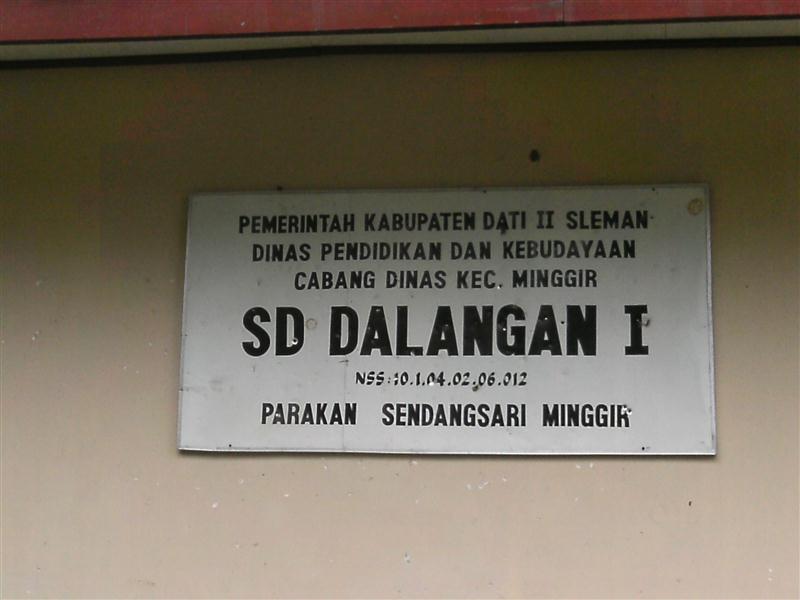 PEMERINTAH KABUPATEN DATI II SLEMAN
DINAS PENDIDIKAN DAN KEBUDAYAAN
CABANG DINAS KEC. MINGGIR
SD DALANGAN I
NSS: 10.1.04.02.06.012
PARAKAN SENDANGSARI MINGGIR